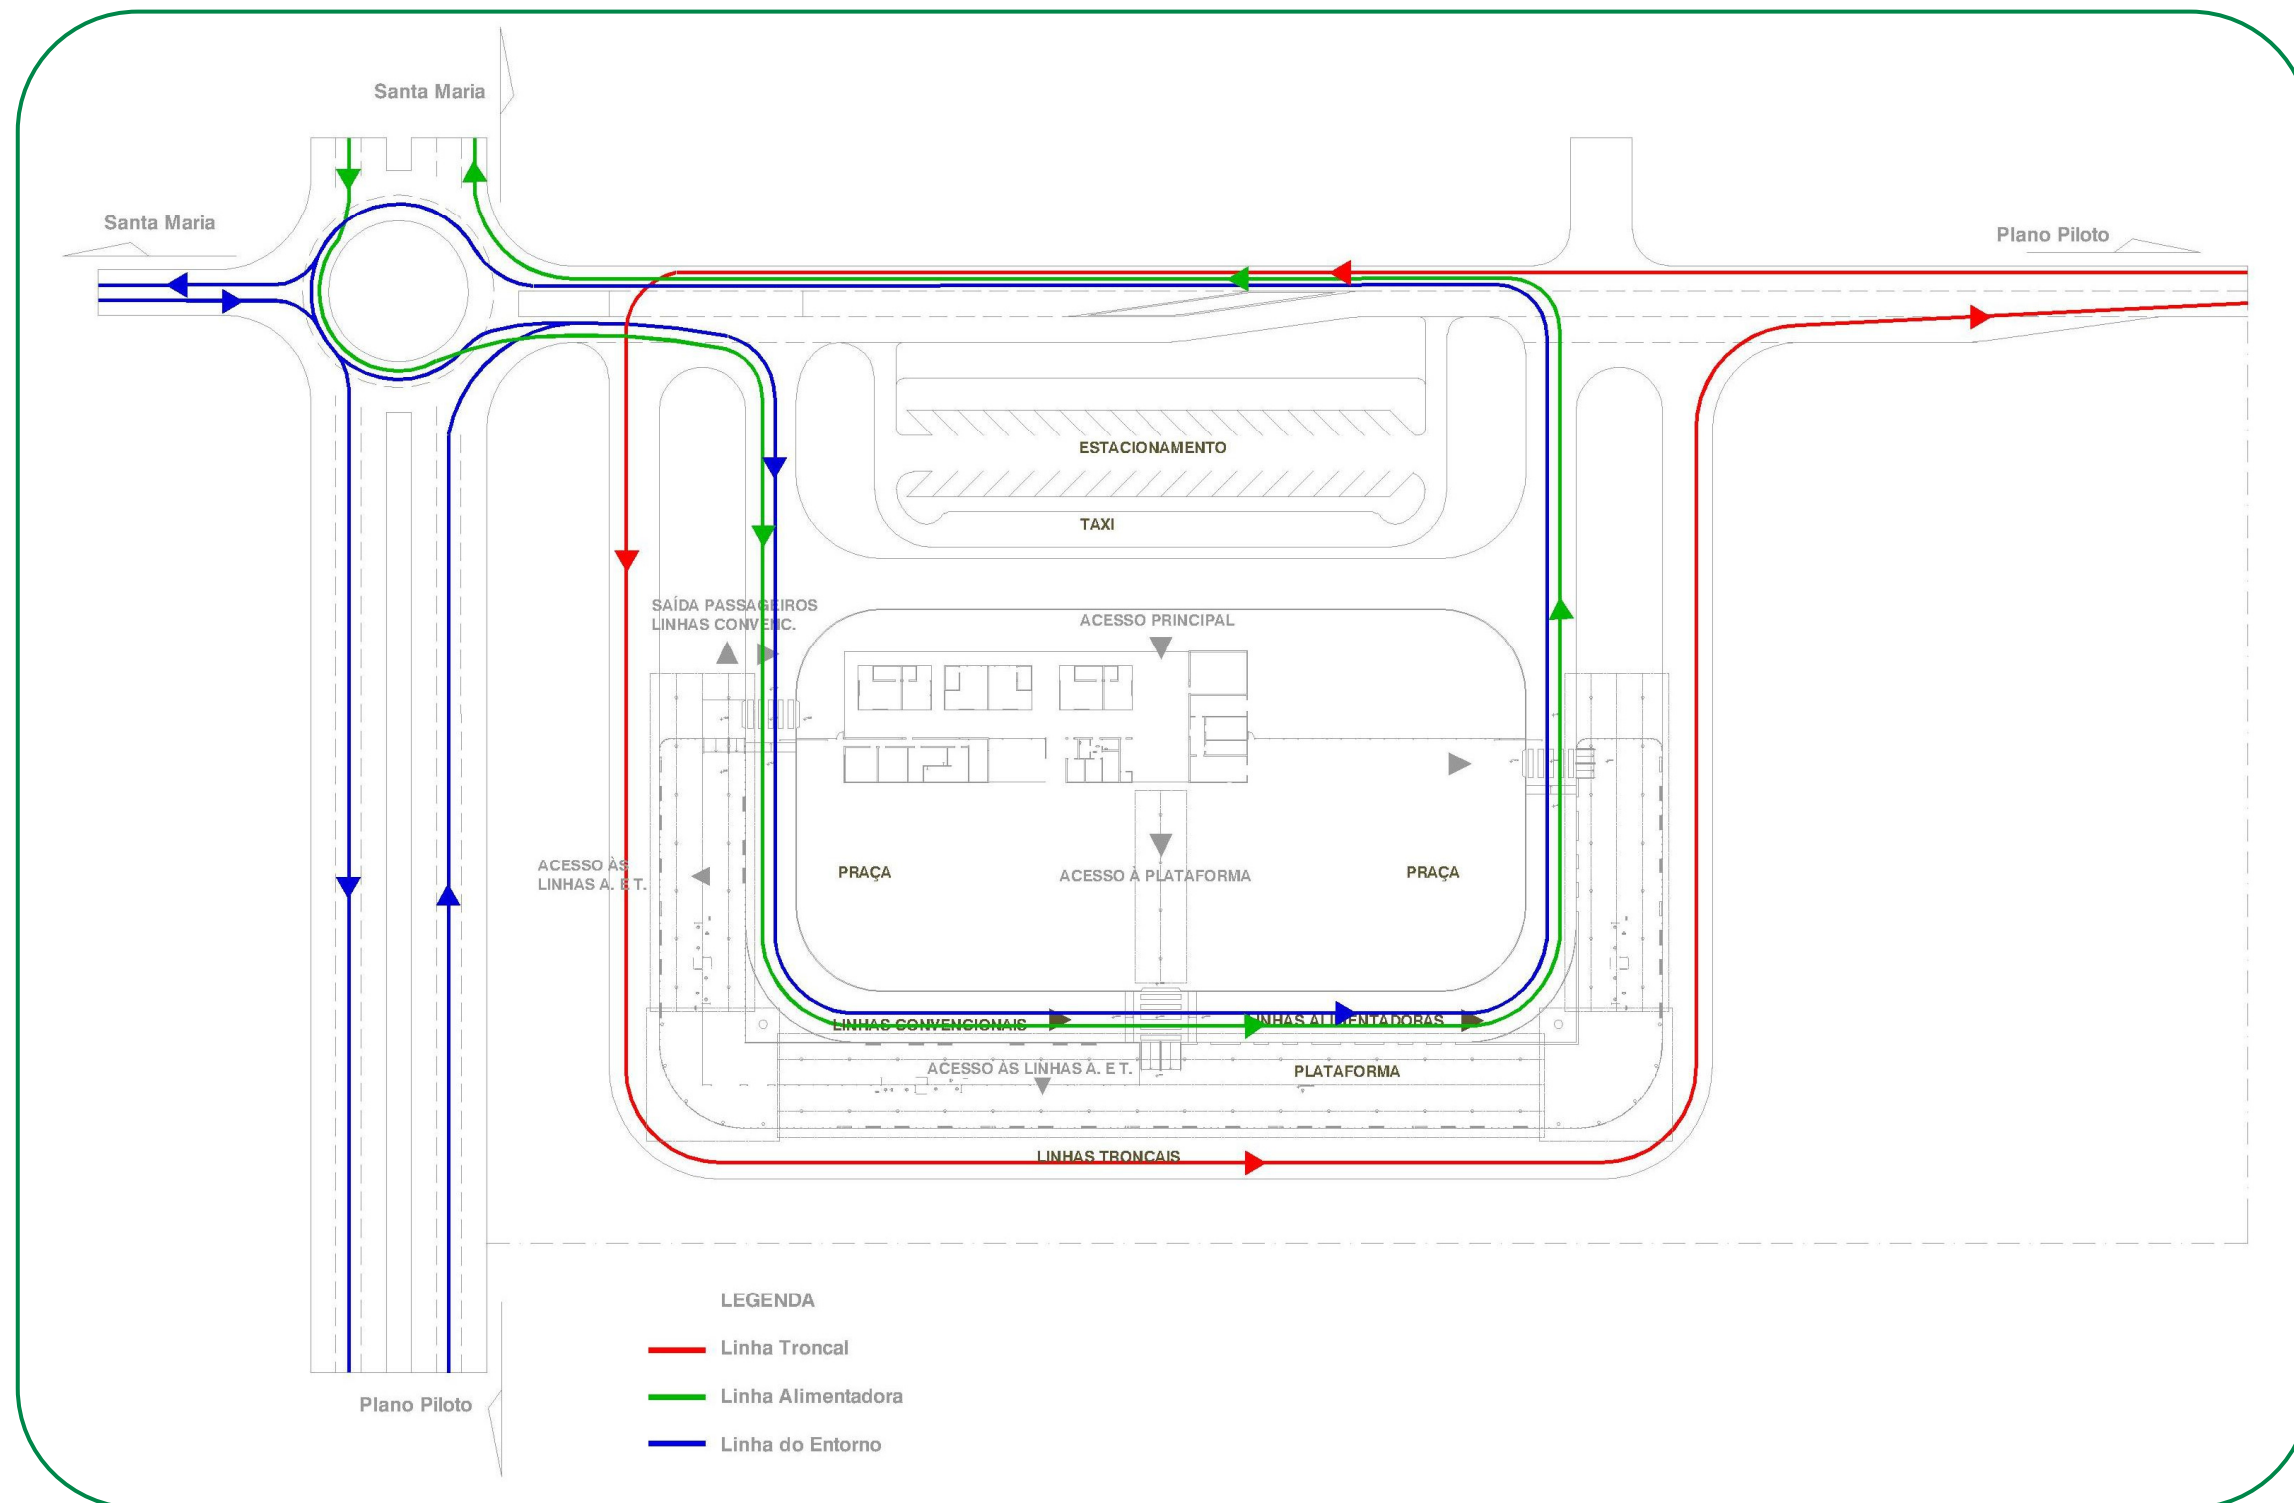 Santa Maria
Santa Maria
Plano Piloto
ESTACIONAMENTO
TAXI
SAÍDA PASSAGEIROS
LINHAS CONVENC.
ACESSO PRINCIPAL
ACESSO ÀS
LINHAS A. E T.
PRAÇA
ACESSO À PLATAFORMA
PRAÇA
LINHAS CONVENCIONAIS
LINHAS ALIMENTADORAS
ACESSO ÀS LINHAS A. E T.
PLATAFORMA
LINHAS TRONCAIS
LEGENDA
Linha Troncal
Linha Alimentadora
Linha do Entorno
Plano Piloto